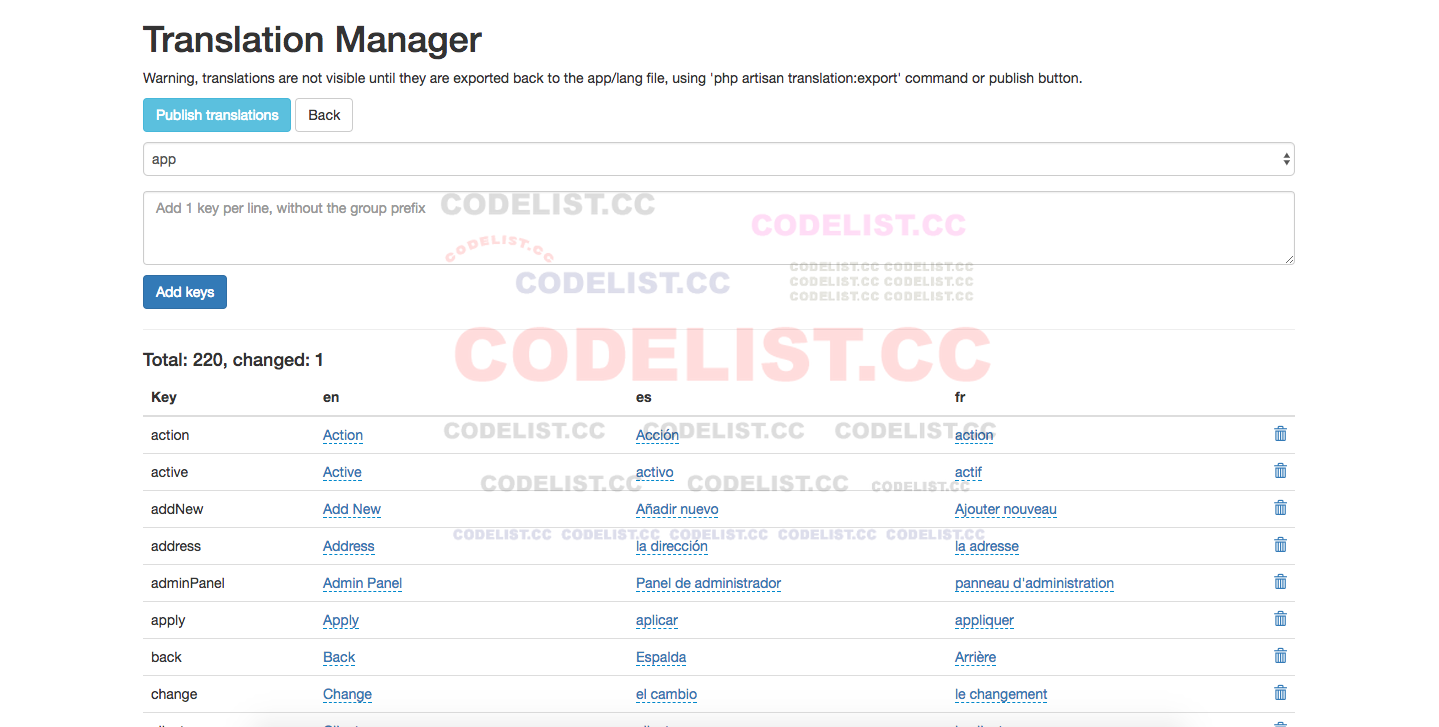 Translation Manager
Warning, translations are not visible until they are exported back to the app/lang file, using 'php artisan translation:export' command or publish button.
Publish translations Back
app
Add 1 key per line, without the group prefix CODELIST.CC
CODELIST.CC
CODELIST.CC
CODELIST.CC
CODELIST.CC CODELIST.CC
CODELIST.CC CODELIST.CC
CODELIST.CC CODELIST.CC
Add keys
CODELIST.CC
Total: 220, changed: 1
Key en es fr
CODELIST.CC CODELIST.CC CODELIST.CC
action Action Acción action
active Active activo actif
CODELIST.CC CODELIST.CC CODELIST.CC
addNew Add New Añadir nuevo Ajouter nouveau
CODELIST.CC CODELIST.CC CODELIST.CC CODELIST.CC CODELIST.CC
address Address la dirección la adresse
adminPanel Admin Panel Panel de administrador panneau d'administration
apply Apply aplicar appliquer
back Back Espalda Arrière
change Change el cambio le changement